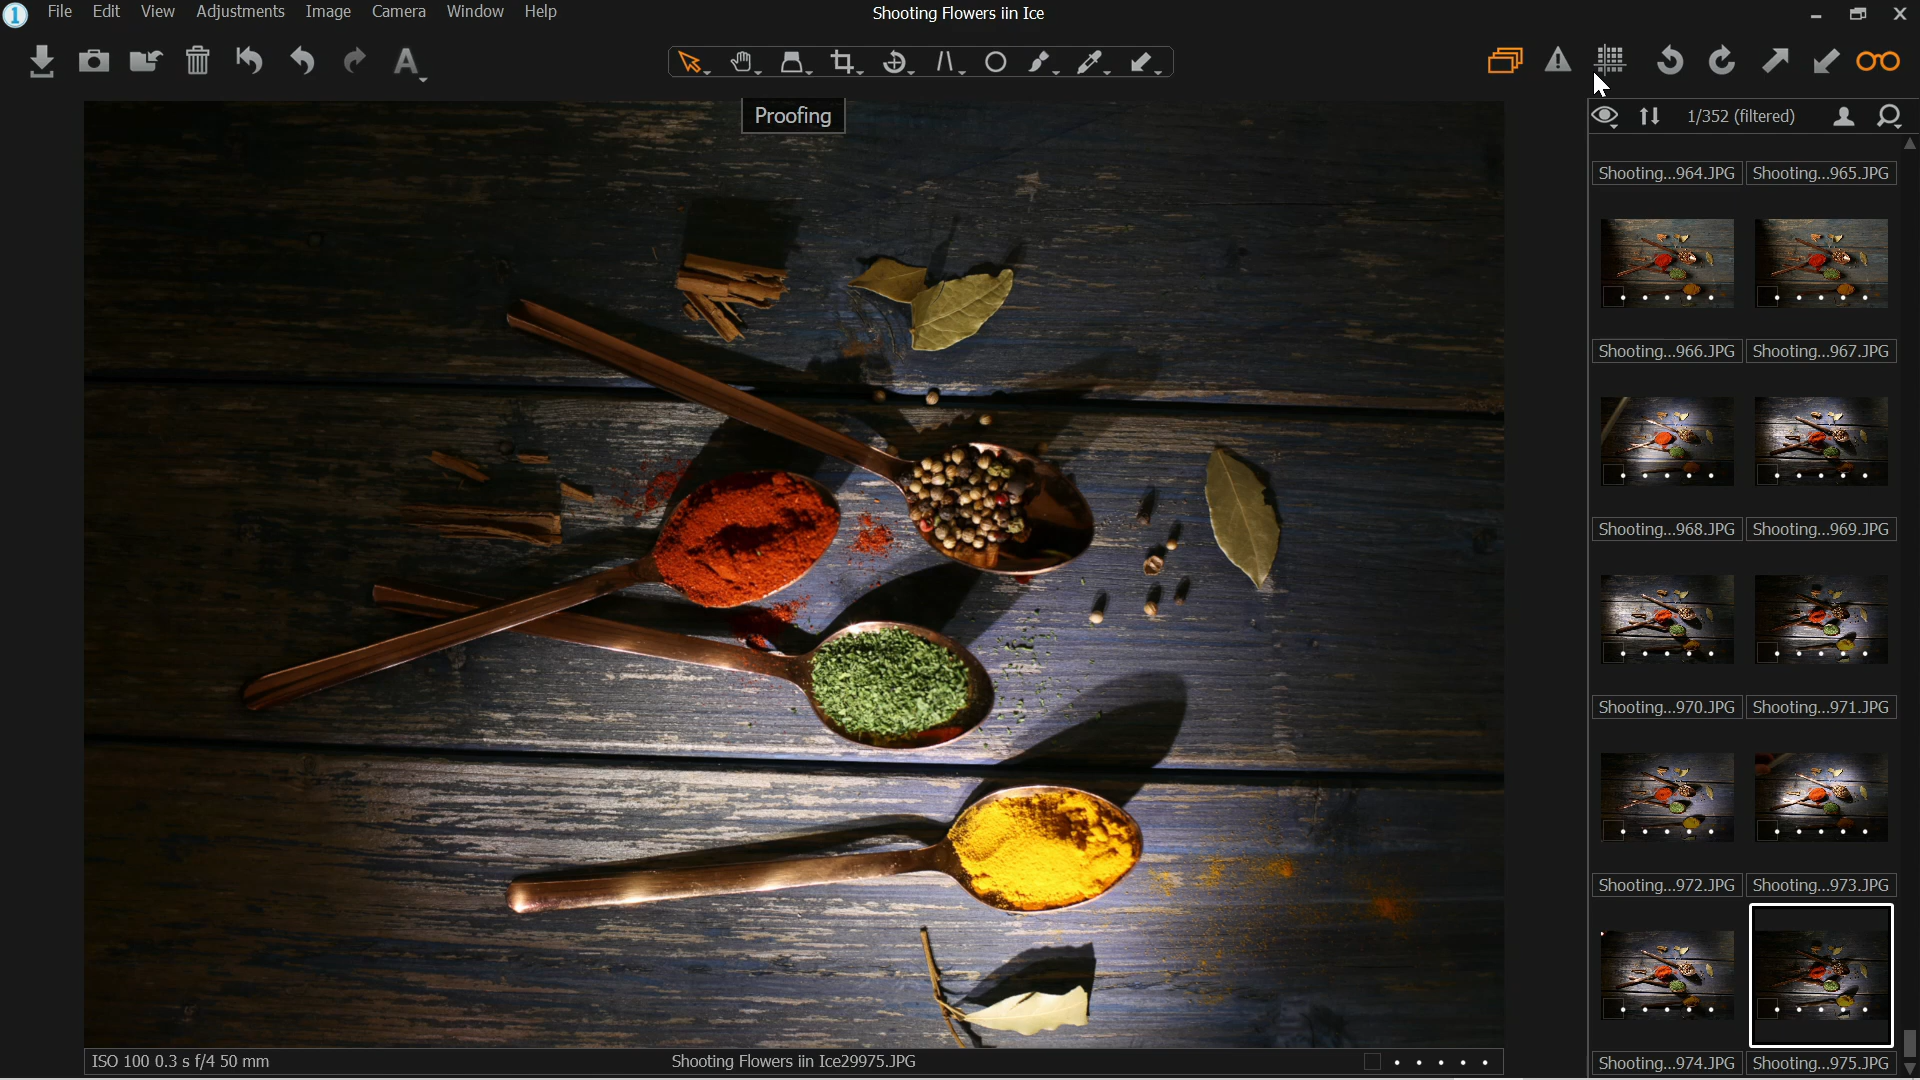 1 File Edit View Adjustments Image Camera Window Help
Shooting Flowers iin Ice
A
Proofing
1/352 (filtered)
Shooting...964.JPG Shooting...965.JPG
Shooting...966.JPG Shooting...967.JPG
Shooting...968.JPG Shooting...969.JPG
Shooting...970.JPG Shooting...971.JPG
Shooting...972.JPG Shooting...973.JPG
Shooting...974.JPG Shooting...975.JPG
ISO 100 0.3 s f/4 50 mm
Shooting Flowers iin Ice29975.JPG